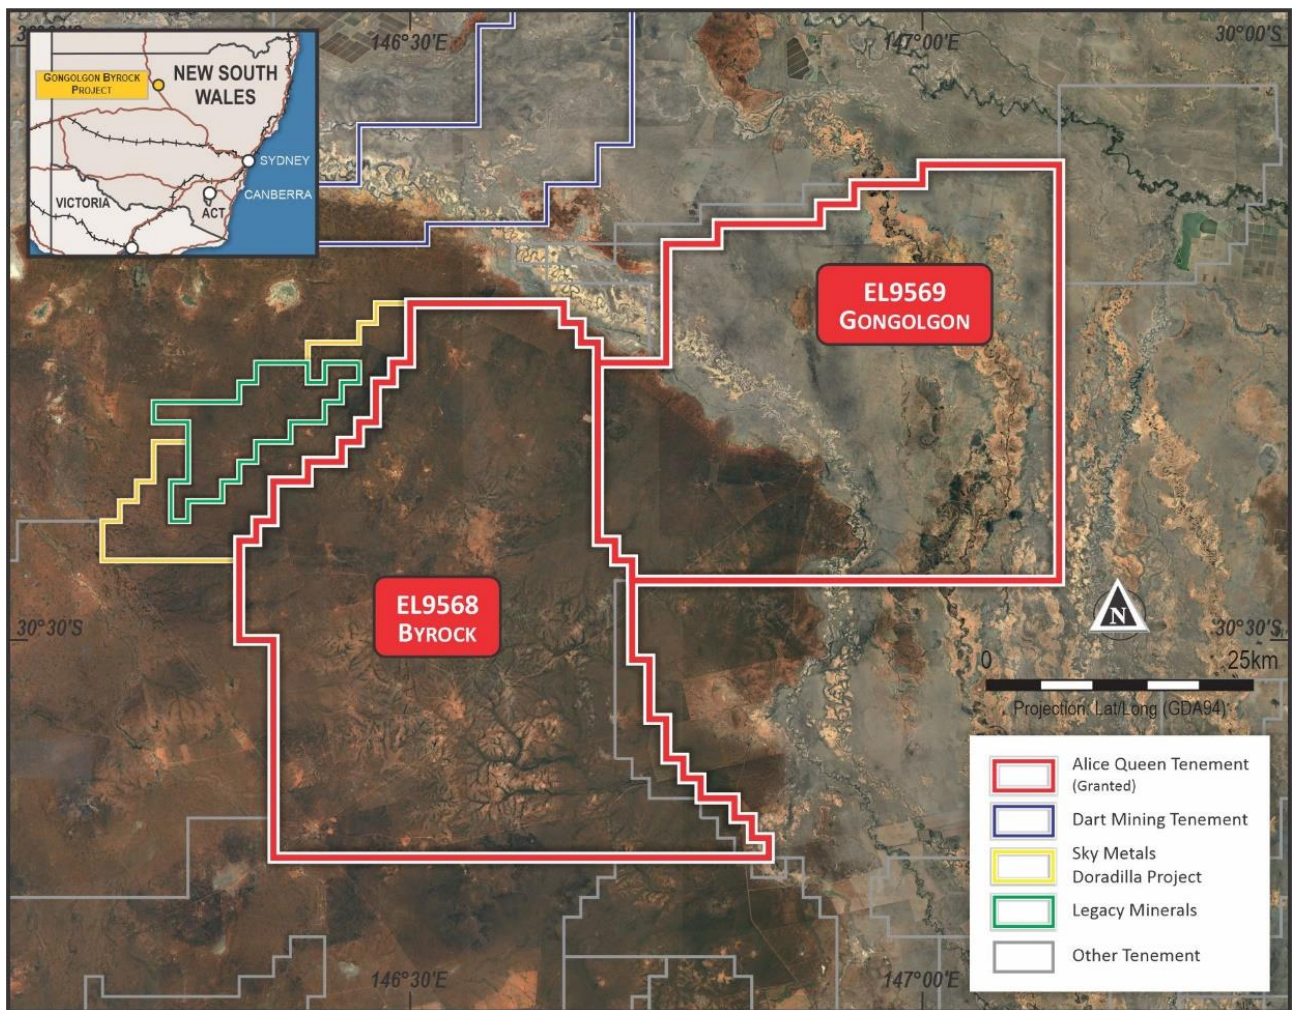 146°30'E
147°00'E
30°00'S
GONGOLGON BYROCK
PROJECT
NEW SOUTH
WALES
SYDNEY
CANBERRA
VICTORIA
ACT
EL9569
GONGOLGON
EL9568
BYROCK
30°30'S
N
30°30'S
0
25km
Projection: Lat/Long (GDA94)
Alice Queen Tenement
(Granted)
Dart Mining Tenement
Sky Metals
Doradilla Project
Legacy Minerals
Other Tenement
146°30'E
147°00'E